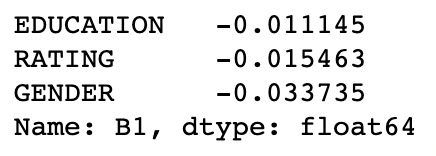 EDUCATION   -0.011145
RATING      -0.015463
GENDER      -0.033735
Name: B1, dtype: float64